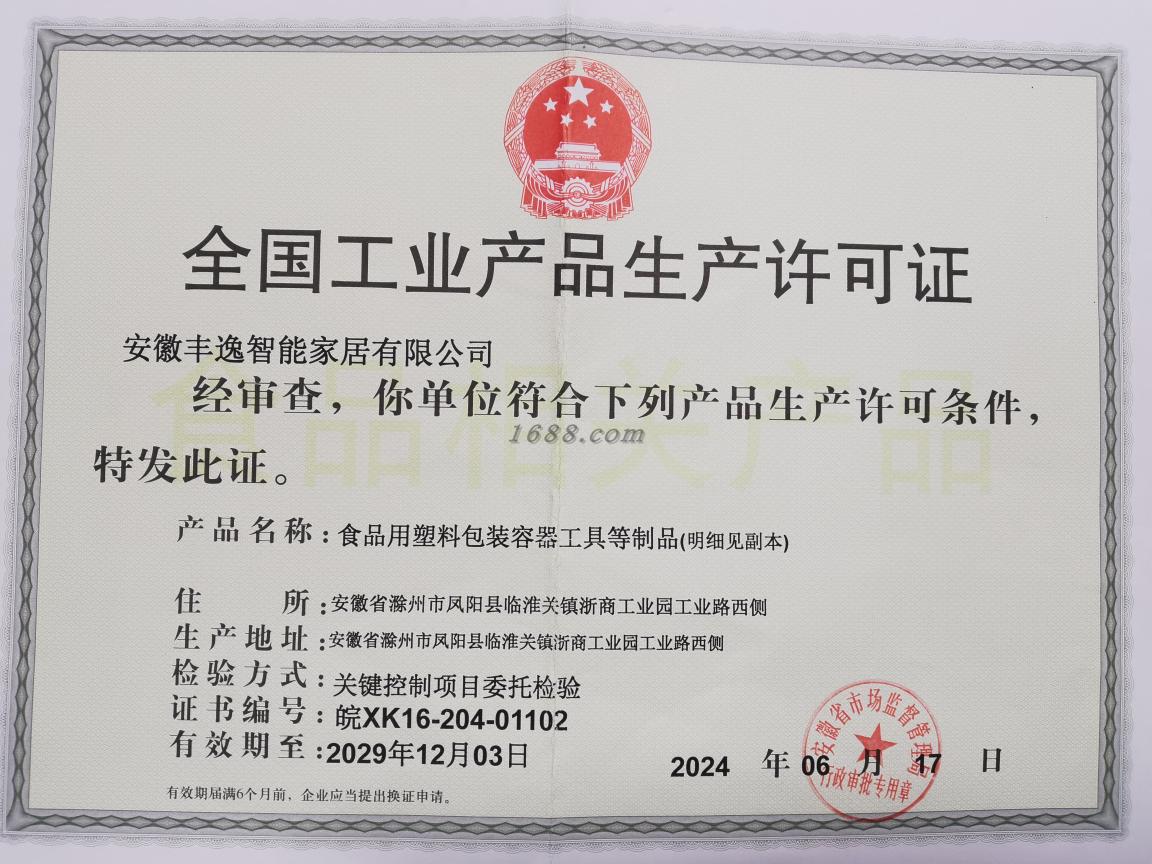 全国工业产品生产许可证
安徽丰逸智能家居有限公司
食品相关产品
经审查，你单位符合下列产品生产许可条件，
1688.com
特发此证。
产品名称：食品用塑料包装容器工具等制品(明细见副本)
住 所：安徽省滁州市凤阳县临淮关镇浙商工业园工业路西侧
生产地址：安徽省滁州市凤阳县临淮关镇浙商工业园工业路西侧
检验方式：关键控制项目委托检验
证书编号：皖XK16-204-01102
有效期至：2029年12月03日
2024 年 06 月 17 日
安徽省市场监督管理局
行政审批专用章
有效期届满6个月前，企业应当提出换证申请。